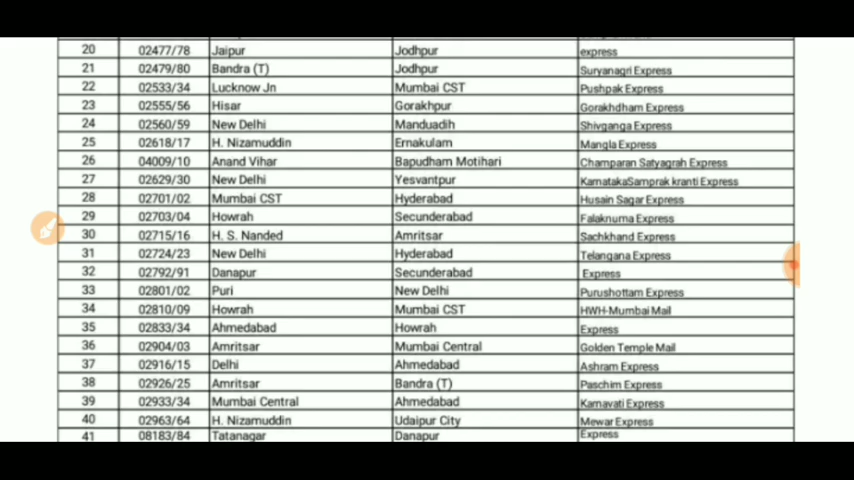 20 02477/78 Jaipur Jodhpur express
21 02479/80 Bandra (T) Jodhpur Suryanagri Express
22 02533/34 Lucknow Jn Mumbai CST Pushpak Express
23 02555/56 Hisar Gorakhpur Gorakhdham Express
24 02560/59 New Delhi Manduadih Shivganga Express
25 02618/17 H. Nizamuddin Ernakulam Mangla Express
26 04009/10 Anand Vihar Bapudham Motihari Champaran Satyagrah Express
27 02629/30 New Delhi Yesvantpur KarnatakaSamprak kranti Express
28 02701/02 Mumbai CST Hyderabad Husain Sagar Express
29 02703/04 Howrah Secunderabad Falaknuma Express
30 02715/16 H. S. Nanded Amritsar Sachkhand Express
31 02724/23 New Delhi Hyderabad Telangana Express
32 02792/91 Danapur Secunderabad Express
33 02801/02 Puri New Delhi Purushottam Express
34 02810/09 Howrah Mumbai CST HWH-Mumbai Mail
35 02833/34 Ahmedabad Howrah Express
36 02904/03 Amritsar Mumbai Central Golden Temple Mail
37 02916/15 Delhi Ahmedabad Ashram Express
38 02926/25 Amritsar Bandra (T) Paschim Express
39 02933/34 Mumbai Central Ahmedabad Karnavati Express
40 02963/64 H. Nizamuddin Udaipur City Mewar Express
41 08183/84 Tatanagar Danapur Express